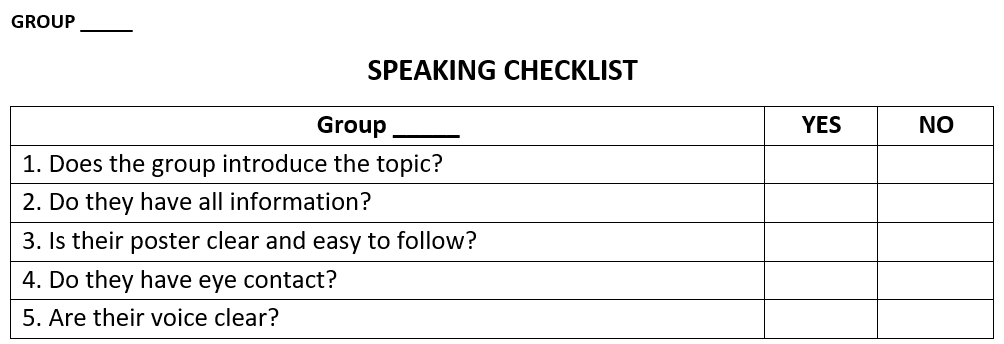 GROUP _____
SPEAKING CHECKLIST
Group _____ YES NO
1. Does the group introduce the topic?
2. Do they have all information?
3. Is their poster clear and easy to follow?
4. Do they have eye contact?
5. Are their voice clear?